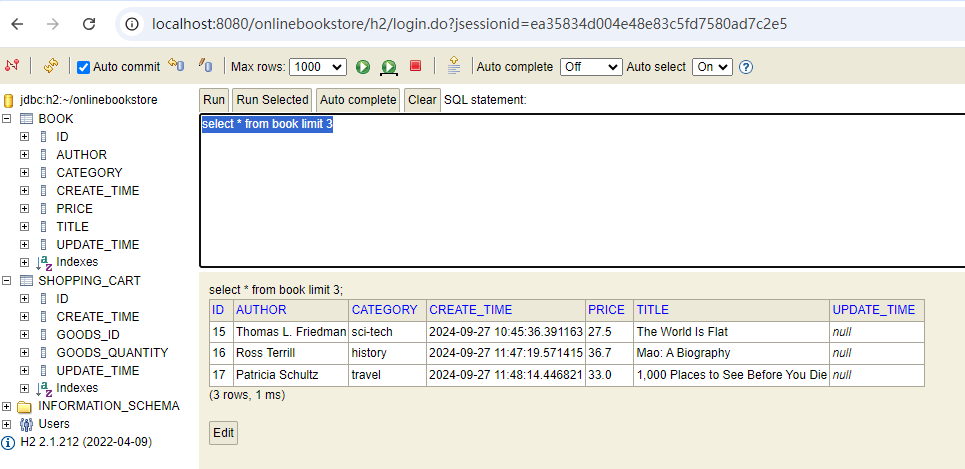 localhost:8080/onlinebookstore/h2/login.do?jsessionid=ea35834d004e48e83c5fd7580ad7c2e5
Auto commit Max rows: 1000 Auto complete Off Auto select On
jdbc:h2:~/onlinebookstore
BOOK
ID
AUTHOR
CATEGORY
CREATE_TIME
PRICE
TITLE
UPDATE_TIME
Indexes
SHOPPING_CART
ID
CREATE_TIME
GOODS_ID
GOODS_QUANTITY
UPDATE_TIME
Indexes
INFORMATION_SCHEMA
Users
H2 2.1.212 (2022-04-09)
Run Run Selected Auto complete Clear SQL statement:
select * from book limit 3
select * from book limit 3;
ID AUTHOR CATEGORY CREATE_TIME PRICE TITLE UPDATE_TIME
15 Thomas L. Friedman sci-tech 2024-09-27 10:45:36.391163 27.5 The World Is Flat null
16 Ross Terrill history 2024-09-27 11:47:19.571415 36.7 Mao: A Biography null
17 Patricia Schultz travel 2024-09-27 11:48:14.446821 33.0 1,000 Places to See Before You Die null
(3 rows, 1 ms)
Edit